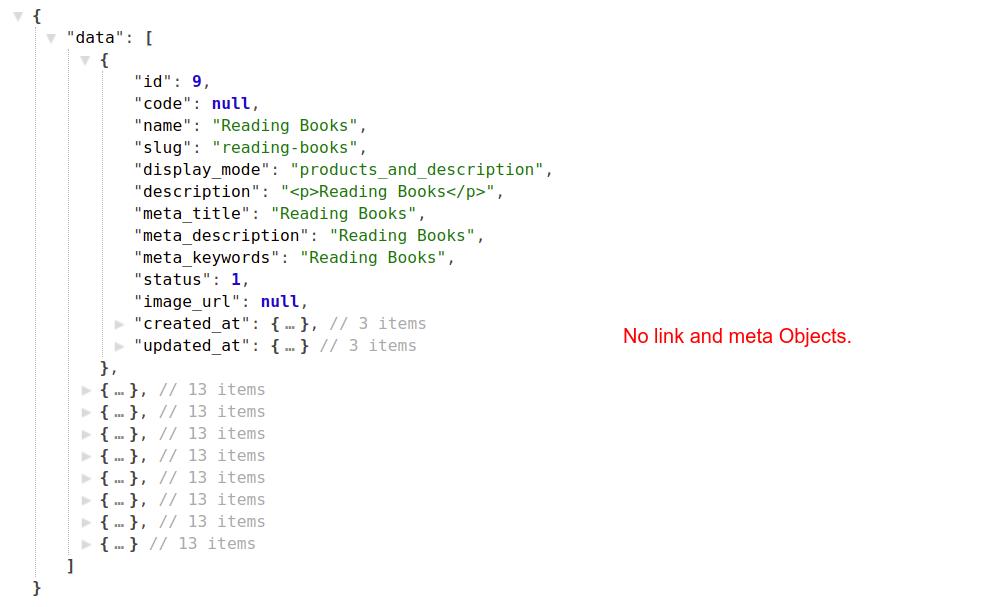 {
"data": [
{
"id": 9,
"code": null,
"name": "Reading Books",
"slug": "reading-books",
"display_mode": "products_and_description",
"description": "<p>Reading Books</p>",
"meta_title": "Reading Books",
"meta_description": "Reading Books",
"meta_keywords": "Reading Books",
"status": 1,
"image_url": null,
"created_at": { … }, // 3 items
"updated_at": { … } // 3 items
No link and meta Objects.
},
{ … }, // 13 items
{ … }, // 13 items
{ … }, // 13 items
{ … }, // 13 items
{ … }, // 13 items
{ … }, // 13 items
{ … }, // 13 items
{ … } // 13 items
]
}